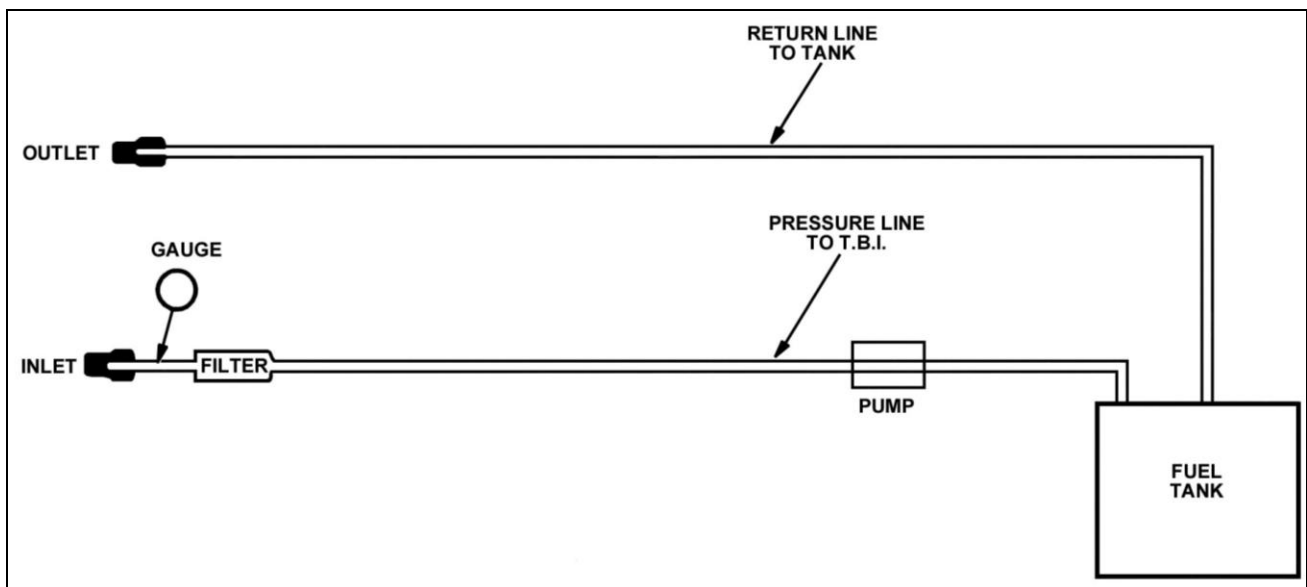 RETURN LINE
TO TANK
OUTLET
PRESSURE LINE
TO T.B.I.
GAUGE
INLET
FILTER
PUMP
FUEL
TANK